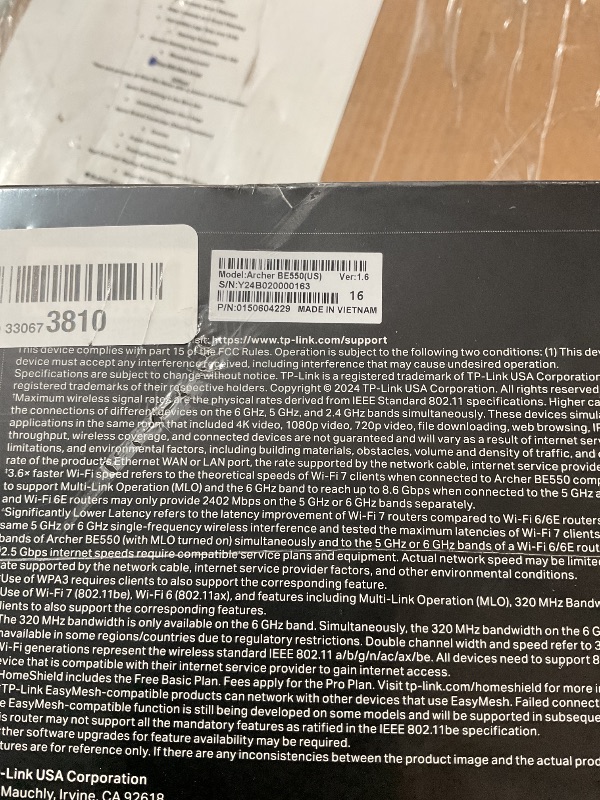 Model:Archer BE550(US) Ver:1.6
S/N:Y24B020000163
16
P/N:0150604229 MADE IN VIETNAM
33067 3810
https://www.tp-link.com/support
This device complies with part 15 of the FCC Rules. Operation is subject to the following two conditions: (1) This
device must accept any interference received, including interference that may cause undesired operation.
Specifications are subject to change without notice. TP-Link is a registered trademark of TP-Link USA Corporation
registered trademarks of their respective holders. Copyright © 2024 TP-Link USA Corporation. All rights reserved
Maximum wireless signal rates are the physical rates derived from IEEE Standard 802.11 specifications. Higher
the connections of different devices on the 6 GHz, 5 GHz, and 2.4 GHz bands simultaneously. These devices
applications in the same that included 4K video, 1080p video, 720p video, file downloading, web browsing,
throughput, wireless coverage, and connected devices are not guaranteed and will vary as a result of internet
limitations, and environmental factors, including building materials, obstacles, volume and density of traffic, and
rate of the product's Ethernet WAN or LAN port, the rate supported by the network cable, internet service
3.6× faster Wi-Fi speed refers to the theoretical speeds of Wi-Fi 7 clients when connected to Archer BE550
to support Multi-Link Operation (MLO) and the 6 GHz band to reach up to 8.6 Gbps when connected to the 5 GHz
and Wi-Fi 6E routers may only provide 2402 Mbps on the 5 GHz or 6 GHz bands separately.
Significantly Lower Latency refers to the latency improvement of Wi-Fi 7 routers compared to Wi-Fi 6/6E routers
same 5 GHz or 6 GHz single-frequency wireless interference and tested the maximum latencies of Wi-Fi 7 clients
bands of Archer BE550 (with MLO turned on) simultaneously and to the 5 GHz or 6 GHz bands of a Wi-Fi 6/6E
2.5 Gbps internet speeds require compatible service plans and equipment. Actual network speed may be
supported by the network cable, internet service provider factors, and other environmental conditions.
Use of WPA3 requires clients to also support the corresponding feature.
Use of Wi-Fi 7 (802.11be), Wi-Fi 6 (802.11ax), and features including Multi-Link Operation (MLO), 320 MHz
to also support the corresponding features.
The 320 MHz bandwidth is only available on the 6 GHz band. Simultaneously, the 320 MHz bandwidth on the 6
in some regions/countries due to regulatory restrictions. Double channel width and speed refer to
Wi-Fi generations represent the wireless standard IEEE 802.11 a/b/g/n/ac/ax/be. All devices need to support
that is compatible with their internet service provider to gain internet access.
HomeShield includes the Free Basic Plan. Fees apply for the Pro Plan. Visit tp-link.com/homeshield for more
TP-Link EasyMesh-compatible products can network with other devices that use EasyMesh. Failed
EasyMesh-compatible function is still being developed on some models and will be supported in
router may not support all the mandatory features as ratified in the IEEE 802.11be specification.
software upgrades for feature availability may be required.
are for reference only. If there are any inconsistencies between the product image and the actual
-Link USA Corporation
Mauchly, Irvine, CA 92618